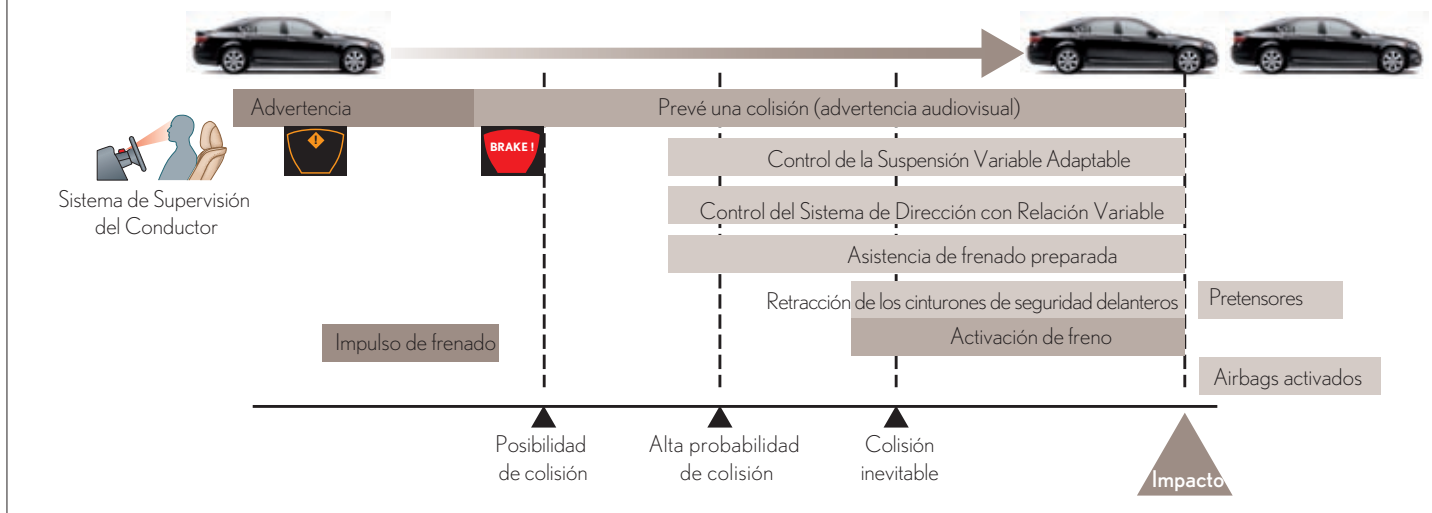 Advertencia
Prevé una colisión (advertencia audiovisual)
!
BRAKE !
Sistema de Supervisión
del Conductor
Control de la Suspensión Variable Adaptable
Control del Sistema de Dirección con Relación Variable
Asistencia de frenado preparada
Retracción de los cinturones de seguridad delanteros
Pretensores
Impulso de frenado
Activación de freno
Airbags activados
Posibilidad
de colisión
Alta probabilidad
de colisión
Colisión
inevitable
Impacto